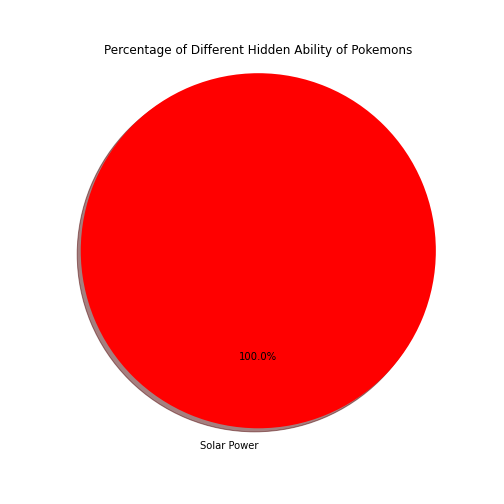 Percentage of Different Hidden Ability of Pokemons
100.0%
Solar Power